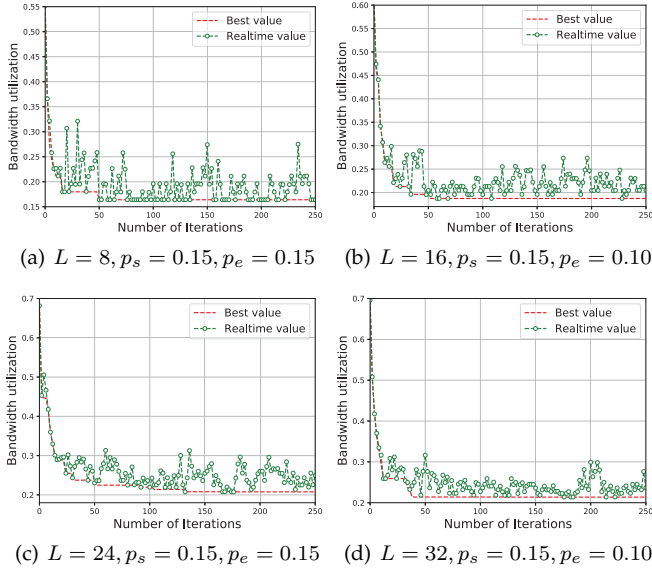 Bandwidth utilization
0.55
0.50
0.45
0.40
0.35
0.30
0.25
0.20
0.15
0 50 100 150 200 250
Number of Iterations
Best value
Realtime value
(a) L = 8, p_s = 0.15, p_e = 0.15
Bandwidth utilization
0.60
0.55
0.50
0.45
0.40
0.35
0.30
0.25
0.20
0 50 100 150 200 250
Number of Iterations
Best value
Realtime value
(b) L = 16, p_s = 0.15, p_e = 0.10
Bandwidth utilization
0.7
0.6
0.5
0.4
0.3
0.2
0 50 100 150 200 250
Number of Iterations
Best value
Realtime value
(c) L = 24, p_s = 0.15, p_e = 0.15
Bandwidth utilization
0.6
0.5
0.4
0.3
0.2
0 50 100 150 200 250
Number of Iterations
Best value
Realtime value
(d) L = 32, p_s = 0.15, p_e = 0.10